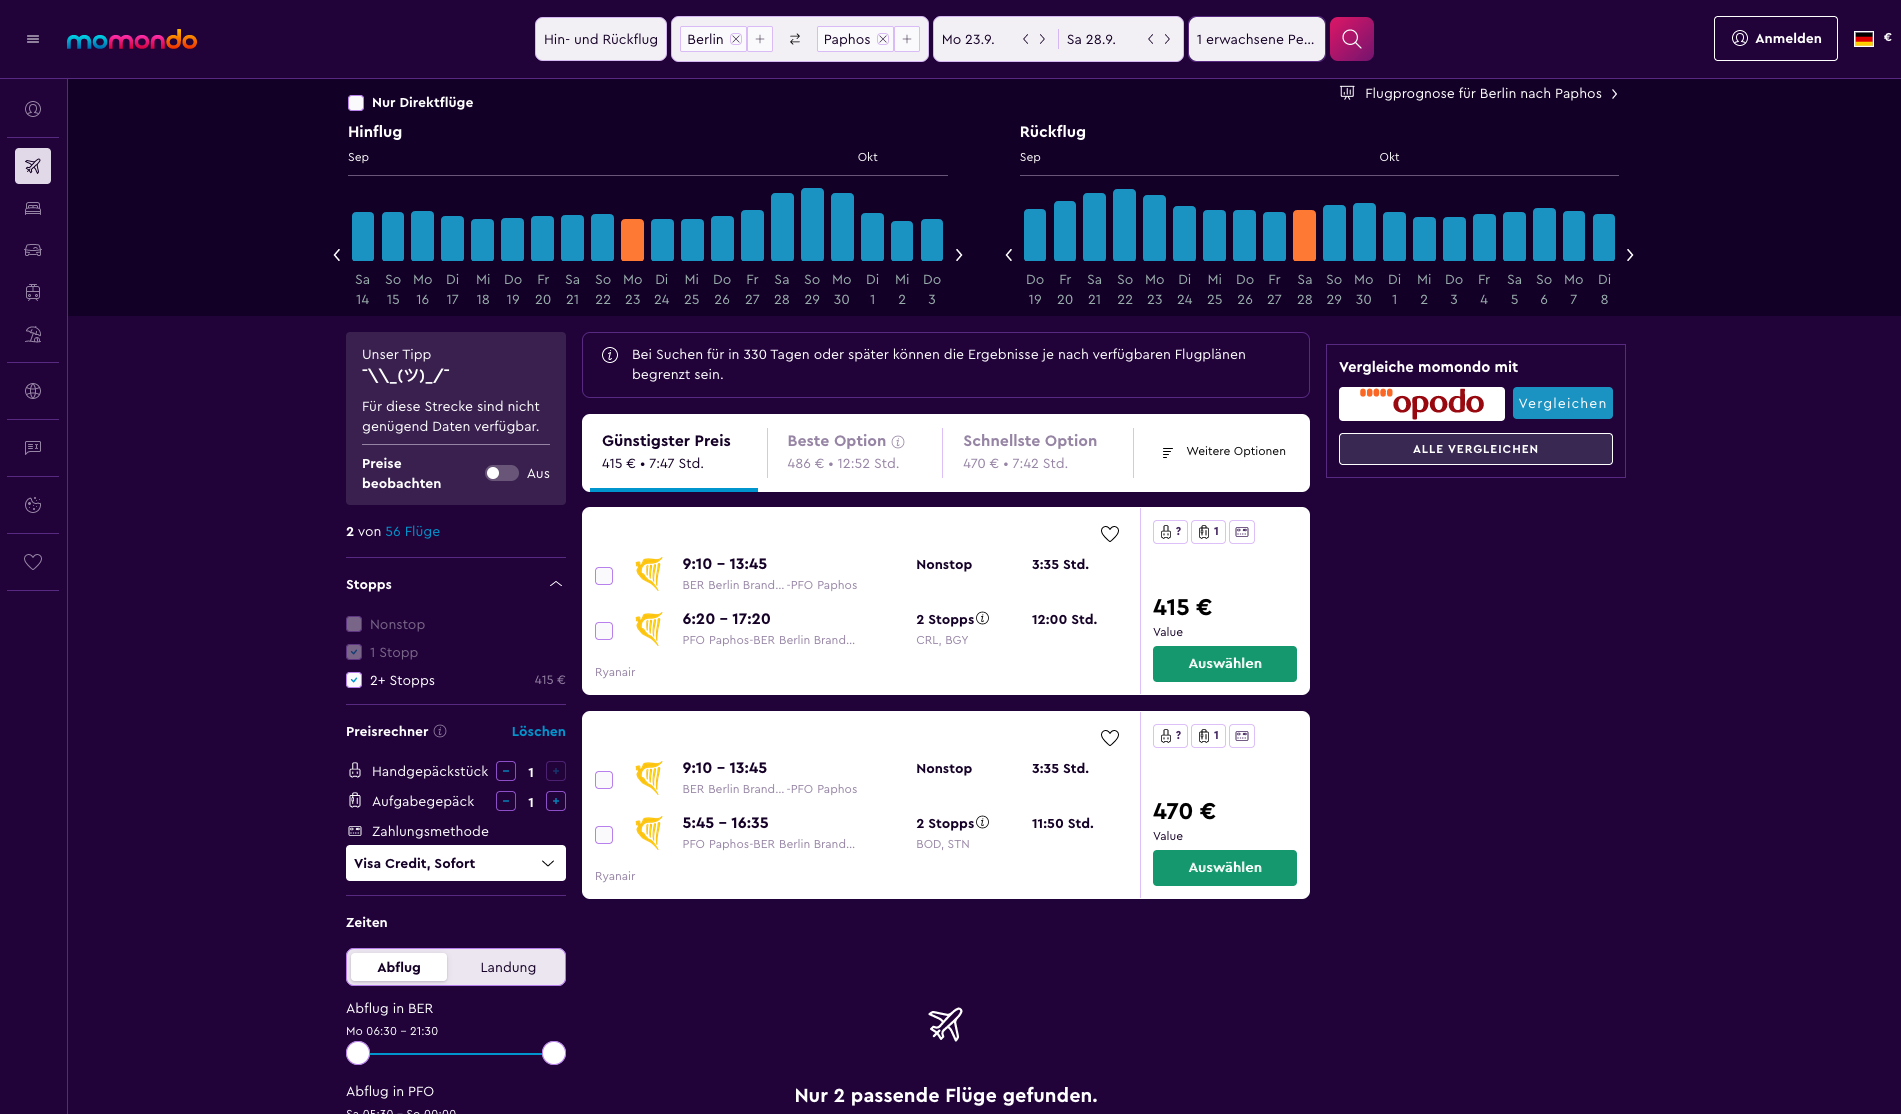 momondo
Hin- und Rückflug
Berlin
Paphos
Mo 23.9.
Sa 28.9.
1 erwachsene Pe...
Anmelden
€
Nur Direktflüge
Flugprognose für Berlin nach Paphos
Hinflug
Sep
Okt
Sa So Mo Di Mi Do Fr Sa So Mo Di Mi Do Fr Sa So Mo Di Mi Do
14 15 16 17 18 19 20 21 22 23 24 25 26 27 28 29 30 1 2 3
Rückflug
Sep
Okt
Do Fr Sa So Mo Di Mi Do Fr Sa So Mo Di Mi Do Fr Sa So Mo Di
19 20 21 22 23 24 25 26 27 28 29 30 1 2 3 4 5 6 7 8
Unser Tipp
¯\\_(ツ)_/¯
Für diese Strecke sind nicht
genügend Daten verfügbar.
Preise
beobachten
Aus
2 von 56 Flüge
Stopps
Nonstop
1 Stopp
2+ Stopps
415 €
Preisrechner
Löschen
Handgepäckstück
− 1 +
Aufgabegepäck
− 1 +
Zahlungsmethode
Visa Credit, Sofort
Zeiten
Abflug
Landung
Abflug in BER
Mo 06:30 – 21:30
Abflug in PFO
Sa 05:30 – So 00:00
Bei Suchen für in 330 Tagen oder später können die Ergebnisse je nach verfügbaren Flugplänen
begrenzt sein.
Günstigster Preis
415 € • 7:47 Std.
Beste Option
486 € • 12:52 Std.
Schnellste Option
470 € • 7:42 Std.
Weitere Optionen
9:10 – 13:45
Nonstop
3:35 Std.
BER Berlin Brand... -PFO Paphos
6:20 – 17:20
2 Stopps
12:00 Std.
PFO Paphos-BER Berlin Brand...
CRL, BGY
Ryanair
? 1
415 €
Value
Auswählen
9:10 – 13:45
Nonstop
3:35 Std.
BER Berlin Brand... -PFO Paphos
5:45 – 16:35
2 Stopps
11:50 Std.
PFO Paphos-BER Berlin Brand...
BOD, STN
Ryanair
? 1
470 €
Value
Auswählen
Nur 2 passende Flüge gefunden.
Vergleiche momondo mit
opodo
Vergleichen
ALLE VERGLEICHEN